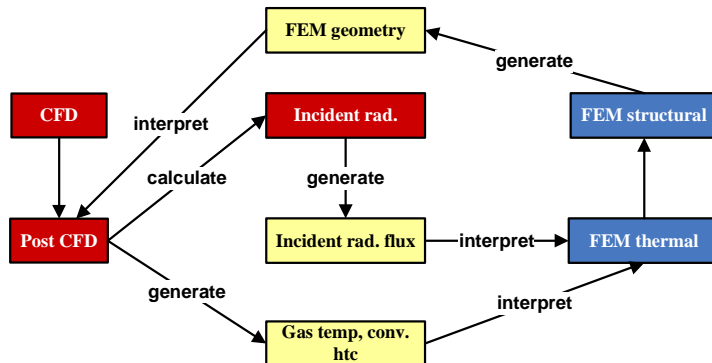 FEM geometry
generate
CFD
interpret
Incident rad.
FEM structural
calculate
generate
Post CFD
Incident rad. flux
interpret
FEM thermal
generate
interpret
Gas temp, conv.
htc